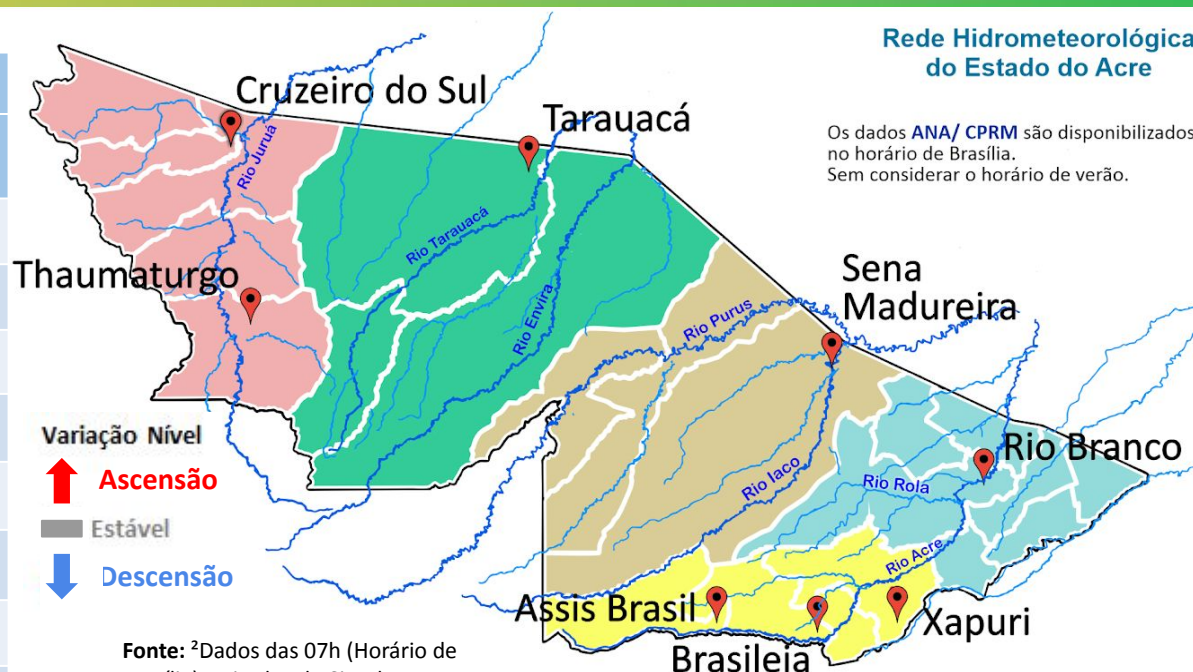 Rede Hidrometeorológica
do Estado do Acre
Os dados ANA/ CPRM são disponibilizados
no horário de Brasília.
Sem considerar o horário de verão.
Cruzeiro do Sul
Tarauacá
Rio Juruá
Rio Tarauacá
Thaumaturgo
Sena
Madureira
Rio Envira
Rio Purus
Variação Nível
Ascensão
Estável
Descensão
Rio Branco
Rio Iaco
Rio Rola
Rio Acre
Assis Brasil
Xapuri
Brasileia
Fonte: ²Dados das 07h (Horário de